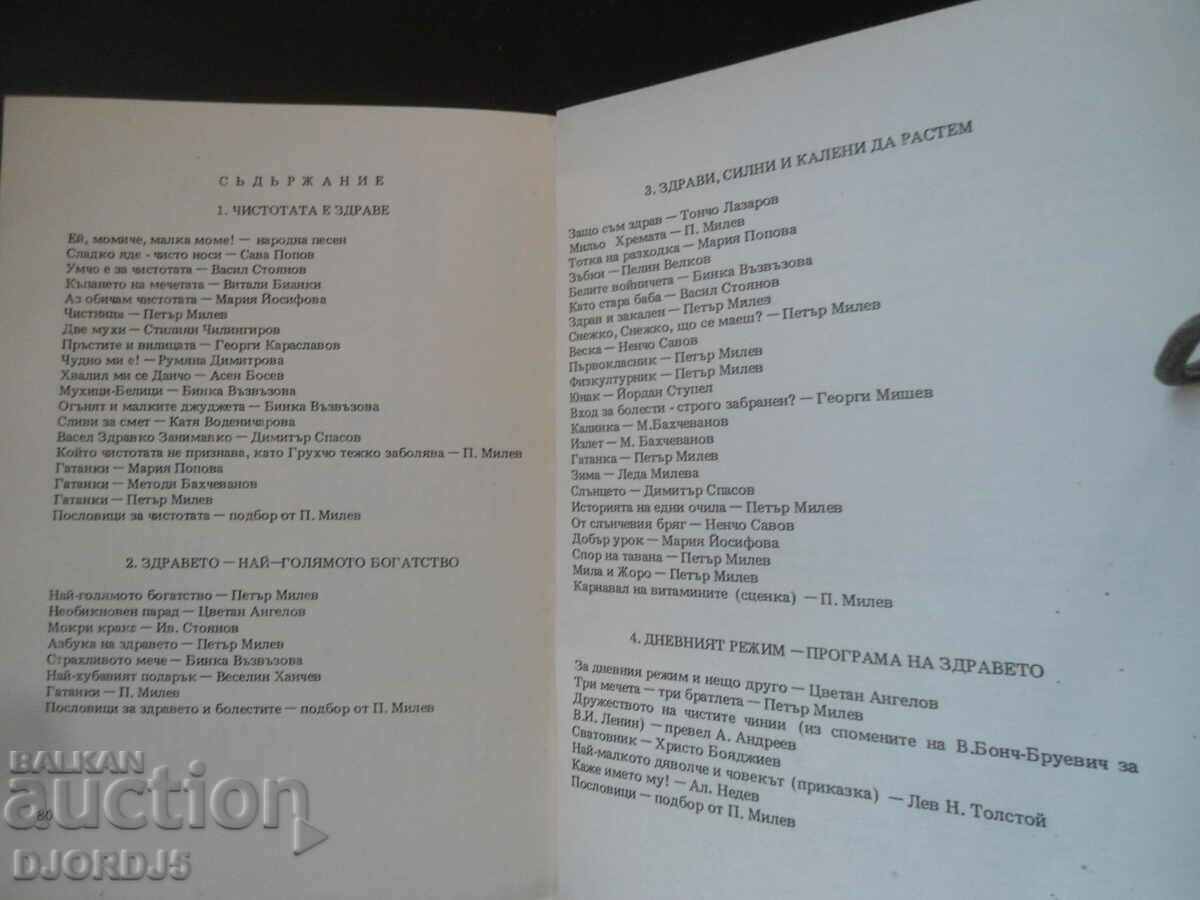 СЪДЪРЖАНИЕ
1. ЧИСТОТАТА Е ЗДРАВЕ
Ей, момиче, малка моме! — народна песен
Сладко яде - чисто носи — Сава Попов
Умчо е за чистотата — Васил Стоянов
Къпането на мечетата — Витали Бианки
Аз обичам чистотата — Мария Йосифова
Чистница — Петър Милев
Две мухи — Стилиян Чилингиров
Пръстите и вилицата — Георги Караславов
Чудно ми е! — Румяна Димитрова
Хвалил ми се Данчо — Асен Босев
Мухици-Белици — Бинка Възвъзова
Огънят и малките джуджета — Бинка Възвъзова
Сливи за смет — Катя Воденичарова
Васел Здравко Занималко — Димитър Спасов
Който чистотата не признава, като Грухчо тежко заболява — П. Милев
Гатанки — Мария Попова
Гатанки — Методи Бахчеванов
Гатанки — Петър Милев
Пословици за чистотата — подбор от П. Милев
2. ЗДРАВЕТО — НАЙ—ГОЛЯМОТО БОГАТСТВО
Най-голямото богатство — Петър Милев
Необикновен парад — Цветан Ангелов
Мокри крака — Ив. Стоянов
Азбука на здравето — Петър Милев
Страхливото мече — Бинка Възвъзова
Най-хубавият подарък — Веселин Ханчев
Гатанки — П. Милев
Пословици за здравето и болестите — подбор от П. Милев
80
3. ЗДРАВИ, СИЛНИ И КАЛЕНИ ДА РАСТЕМ
Защо съм здрав — Тончо Лазаров
Мильо Хремата — П. Милев
Тотка на разходка — Мария Попова
Зъбки — Пелин Велков
Белите войничета — Бинка Възвъзова
Като стара баба — Васил Стоянов
Здрав и закален — Петър Милев
Снежко, Снежко, що се маеш? — Петър Милев
Веска — Ненчо Савов
Първокласник — Петър Милев
Физкултурник — Петър Милев
Юнак — Йордан Ступел
Вход за болести - строго забранен? — Георги Мишев
Калинка — М.Бахчеванов
Излет — М. Бахчеванов
Гатанка — Петър Милев
Зима — Леда Милева
Слънцето — Димитър Спасов
Историята на едни очила — Петър Милев
От слънчевия бряг — Ненчо Савов
Добър урок — Мария Йосифова
Спор на тавана — Петър Милев
Мила и Жоро — Петър Милев
Карнавал на витамините (сценка) — П. Милев
4. ДНЕВНИЯТ РЕЖИМ — ПРОГРАМА НА ЗДРАВЕТО
За дневния режим и нещо друго — Цветан Ангелов
Три мечета — три братлета — Петър Милев
Дружеството на чистите чинии (из спомените на В.Бонч-Бруевич за
В.И. Ленин) — превел А. Андреев
Сватовник — Христо Бояджиев
Най-малкото дяволче и човекът (приказка) — Лев Н. Толстой
Каже името му! — Ал. Недев
Пословици — подбор от П. Милев
BALKAN
auction
DJORDJ5